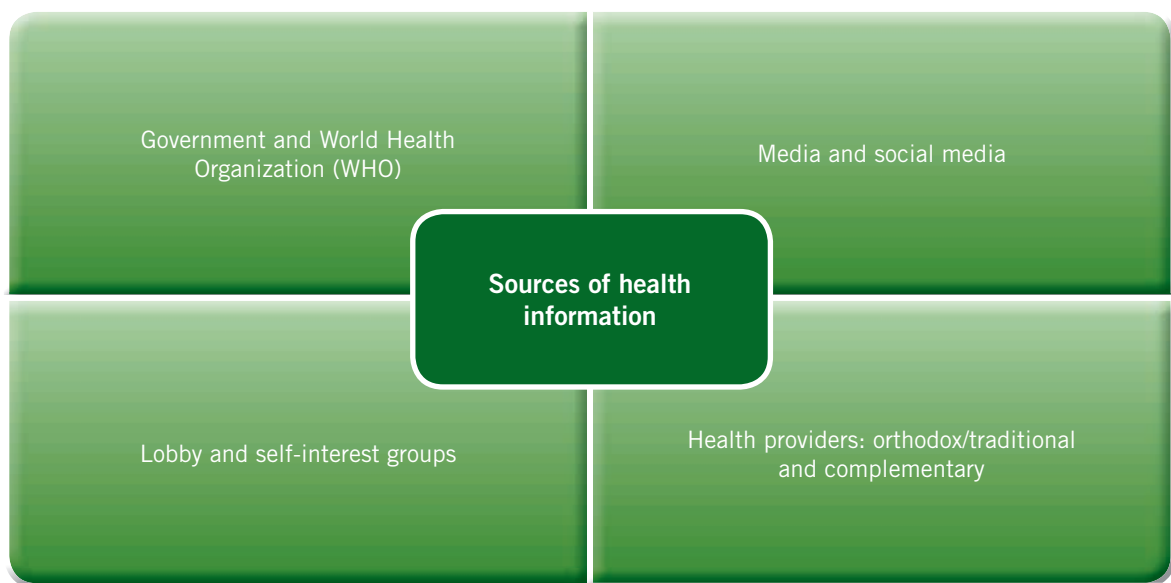 Government and World Health
Organization (WHO)
Media and social media
Sources of health
information
Lobby and self-interest groups
Health providers: orthodox/traditional
and complementary